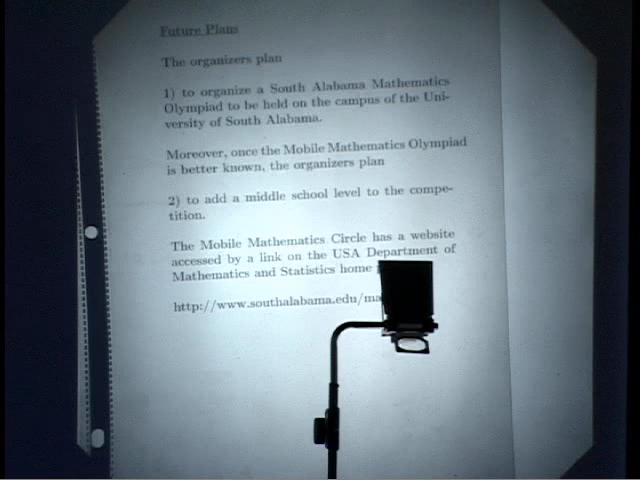 Future Plans
The organizers plan
1) to organize a South Alabama Mathematics
Olympiad to be held on the campus of the Uni-
versity of South Alabama.
Moreover, once the Mobile Mathematics Olympiad
is better known, the organizers plan
2) to add a middle school level to the compe-
tition.
The Mobile Mathematics Circle has a website
accessed by a link on the USA Department of
Mathematics and Statistics home
http://www.southalabama.edu/ma